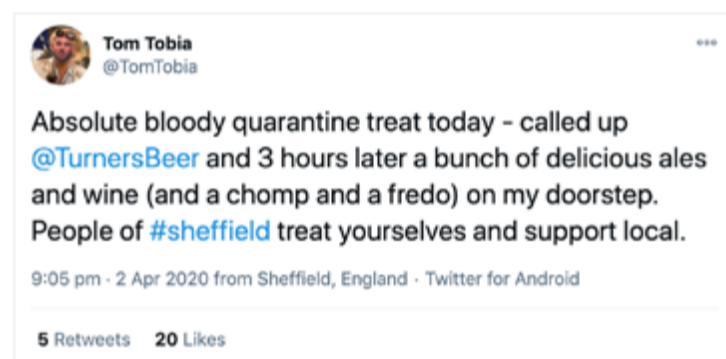 Tom Tobia
@TomTobia
Absolute bloody quarantine treat today - called up
@TurnersBeer and 3 hours later a bunch of delicious ales
and wine (and a chomp and a fredo) on my doorstep.
People of #sheffield treat yourselves and support local.
9:05 pm · 2 Apr 2020 from Sheffield, England · Twitter for Android
5 Retweets 20 Likes